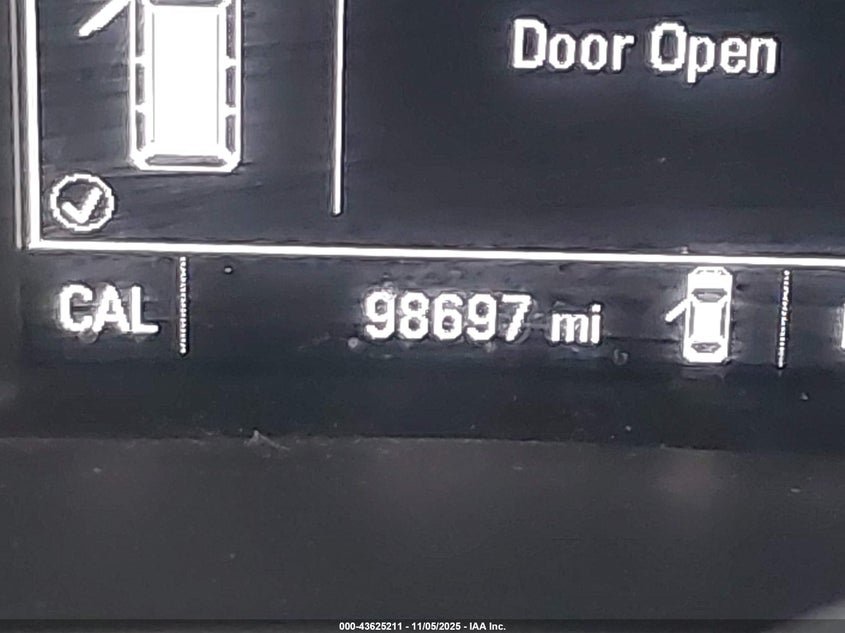 Door Open
CAL
98697 mi
000-43625211 - 11/05/2025 - IAA Inc.